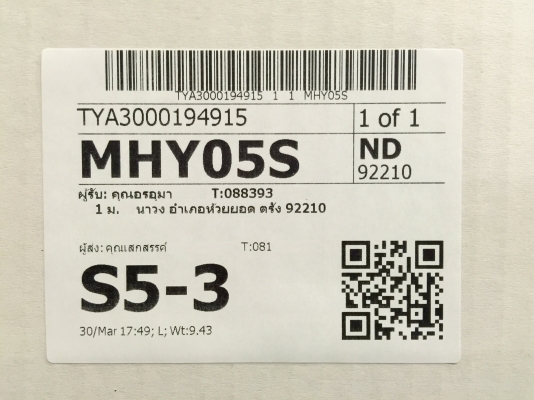 TYA3000194915 1 1 MHY05S
TYA3000194915 1 of 1
MHY05S ND
92210
ผู้รับ: คุณอรอุมา T:088393
1 ม. นาวง อำเภอห้วยยอด ตรัง 92210
ผู้ส่ง: คุณเสกสรรค์ T:081
S5-3
30/Mar 17:49; L; Wt:9.43